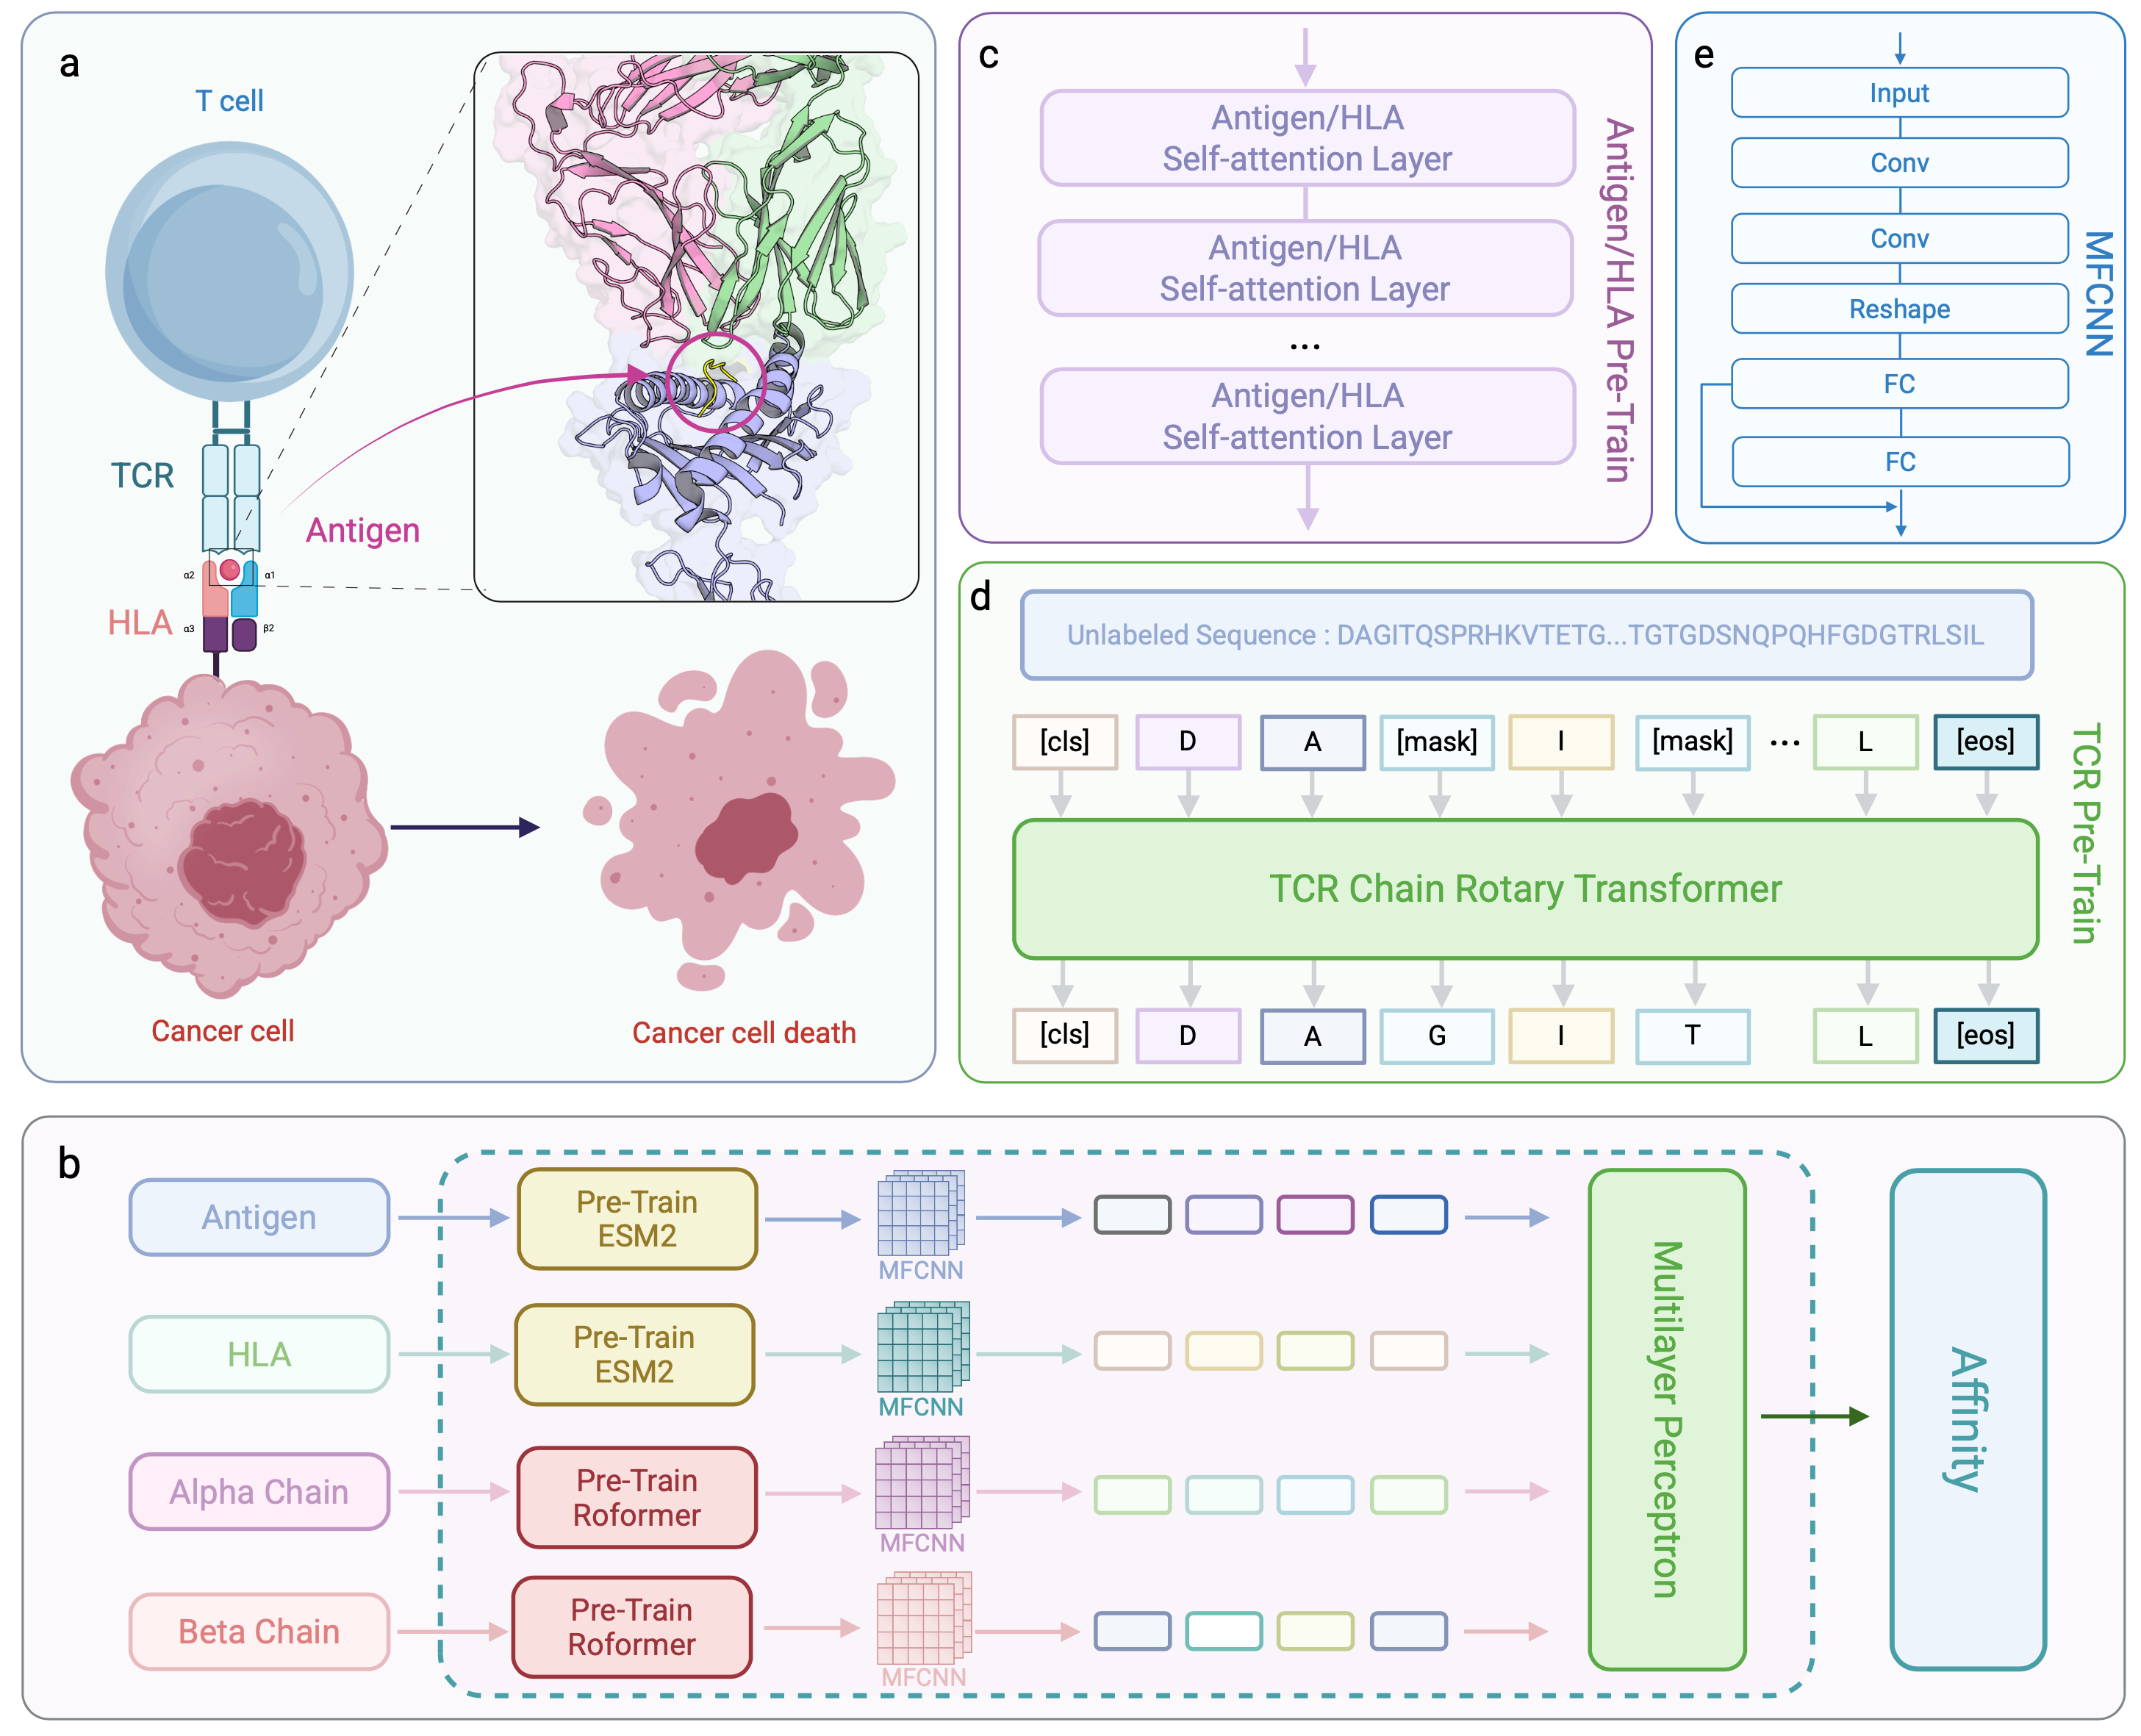 a
T cell
TCR
Antigen
α2
α1
HLA
α3
β2
Cancer cell
Cancer cell death
c
Antigen/HLA
Self-attention Layer
Antigen/HLA
Self-attention Layer
...
Antigen/HLA
Self-attention Layer
Antigen/HLA Pre-Train
e
Input
Conv
Conv
Reshape
FC
FC
MFCNN
d
Unlabeled Sequence : DAGITQSPRHKVTETG...TGTGDSNQPQHFGDGTRLSIL
[cls] D A [mask] I [mask] ... L [eos]
TCR Chain Rotary Transformer
[cls] D A G I T L [eos]
TCR Pre-Train
b
Antigen
Pre-Train
ESM2
MFCNN
HLA
Pre-Train
ESM2
MFCNN
Alpha Chain
Pre-Train
Roformer
MFCNN
Beta Chain
Pre-Train
Roformer
MFCNN
Multilayer Perceptron
Affinity